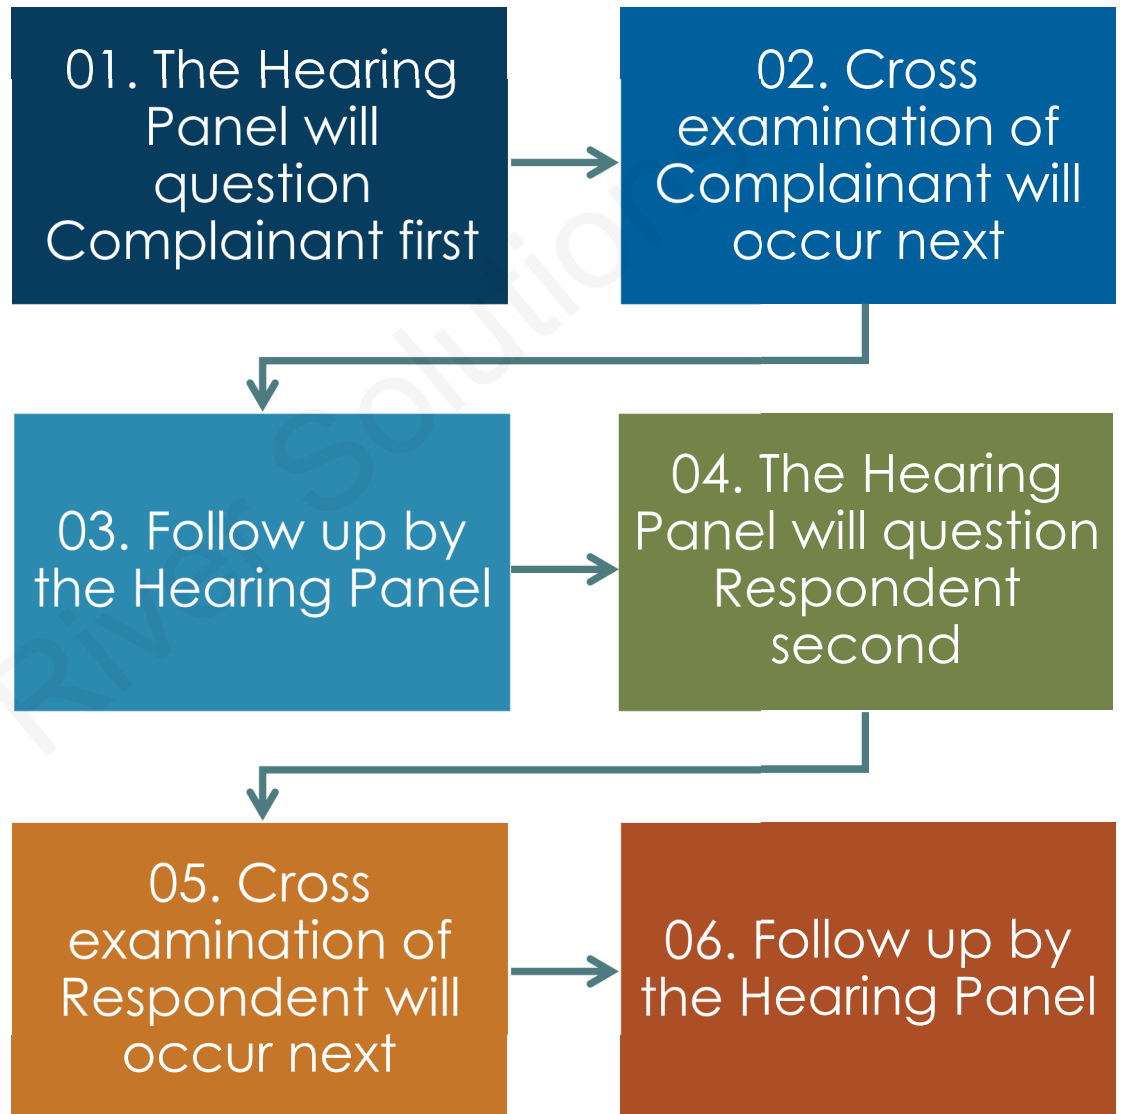 01. The Hearing
Panel will
question
Complainant first
02. Cross
examination of
Complainant will
occur next
03. Follow up by
the Hearing Panel
04. The Hearing
Panel will question
Respondent
second
05. Cross
examination of
Respondent will
occur next
06. Follow up by
the Hearing Panel
River Solutions